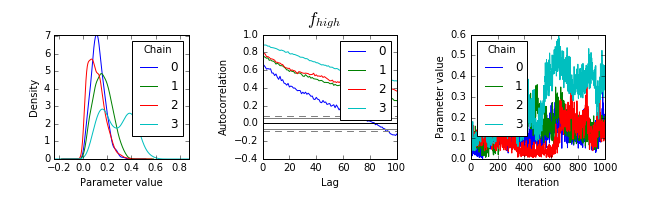 f_high
7
6
5
4
3
2
1
0
Density
−0.2 0.0 0.2 0.4 0.6 0.8
Parameter value
Chain
0
1
2
3
1.0
0.8
0.6
0.4
0.2
0.0
−0.2
−0.4
Autocorrelation
0 20 40 60 80 100
Lag
0
1
2
3
0.6
0.5
0.4
0.3
0.2
0.1
0.0
Parameter value
0 200 400 600 800 1000
Iteration
Chain
0
1
2
3